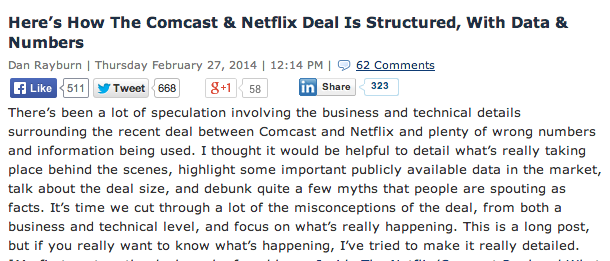 Here's How The Comcast & Netflix Deal Is Structured, With Data &
Numbers
Dan Rayburn | Thursday February 27, 2014 | 12:14 PM | 62 Comments
Like 511 Tweet 668 g+1 58 in Share 323
There's been a lot of speculation involving the business and technical details
surrounding the recent deal between Comcast and Netflix and plenty of wrong numbers
and information being used. I thought it would be helpful to detail what's really taking
place behind the scenes, highlight some important publicly available data in the market,
talk about the deal size, and debunk quite a few myths that people are spouting as
facts. It's time we cut through a lot of the misconceptions of the deal, from both a
business and technical level, and focus on what's really happening. This is a long post,
but if you really want to know what's happening, I've tried to make it really detailed.